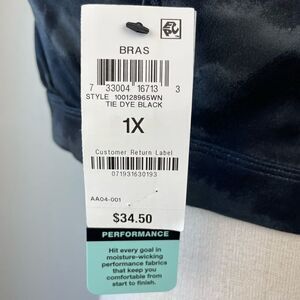 BRAS
7 33004 16713 3
STYLE 100128965WN
TIE DYE BLACK
1X
Customer Return Label
071931630193
AA04-001
$34.50
PERFORMANCE
Hit every goal in
moisture-wicking
performance fabrics
that keep you
comfortable from
start to finish.